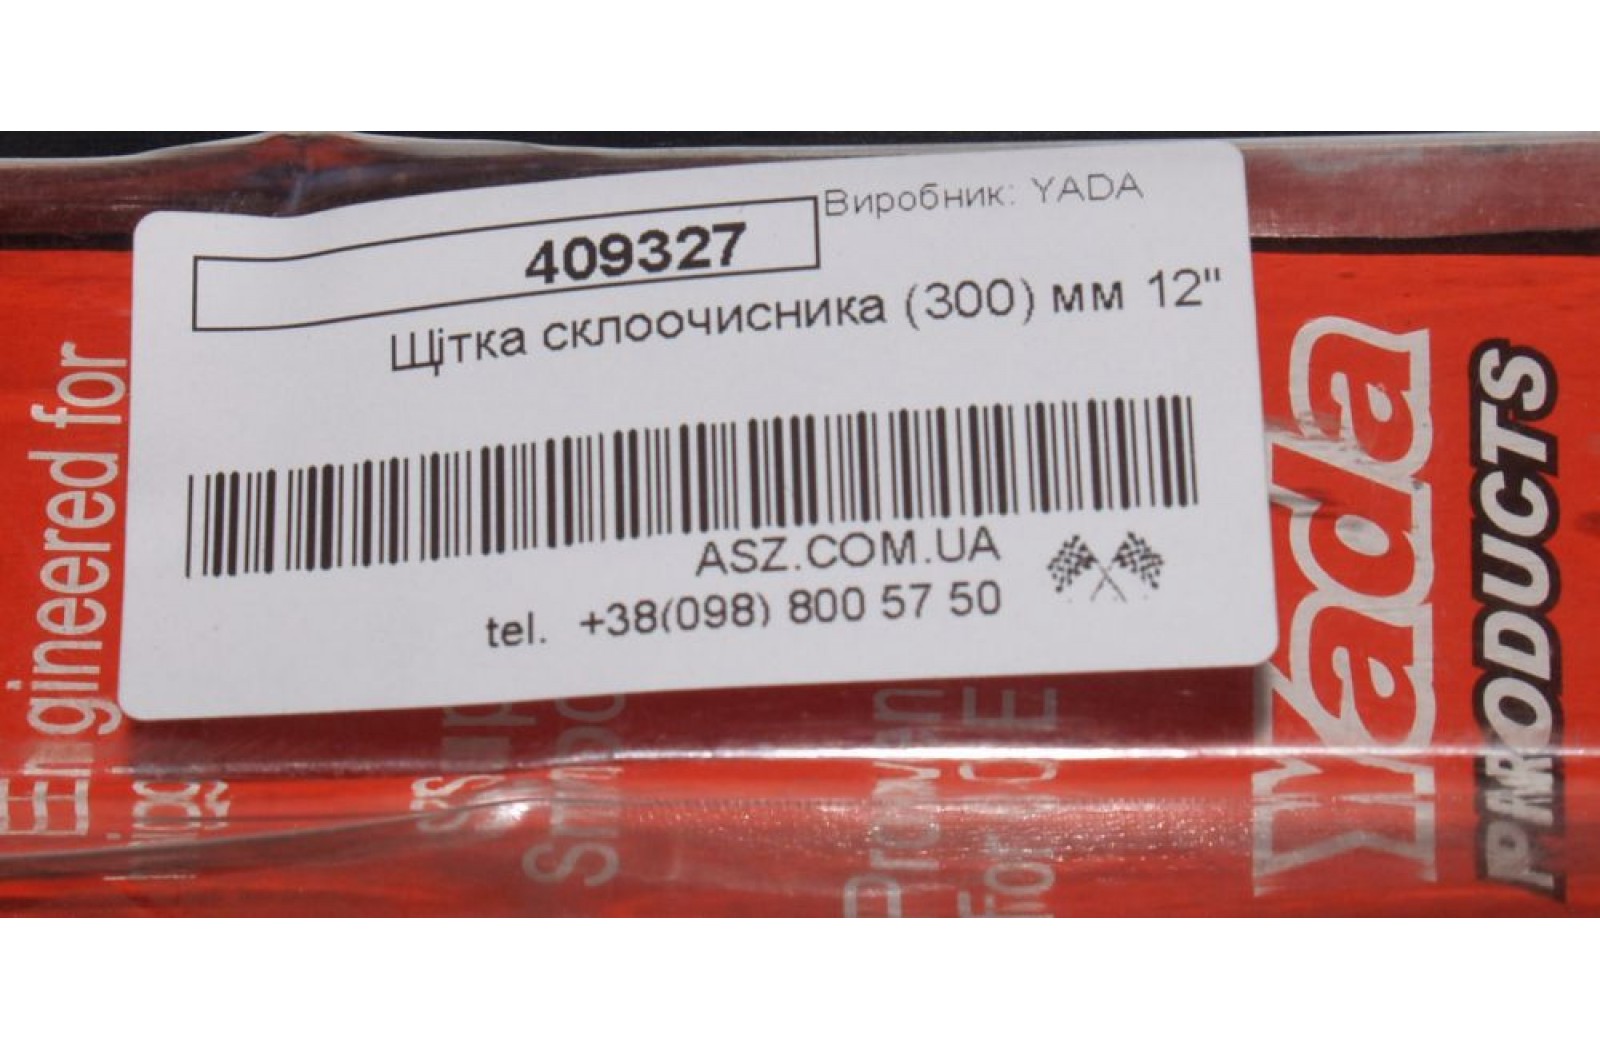 Виробник: YADA
409327
Щітка склоочисника (300) мм 12"
ASZ.COM.UA
tel. +38(098) 800 57 50
Engineered for
Yada
PRODUCTS